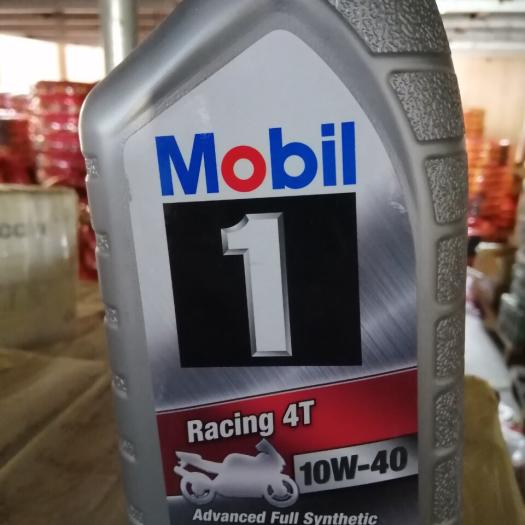 Mobil
1
Racing 4T
10W-40
Advanced Full Synthetic